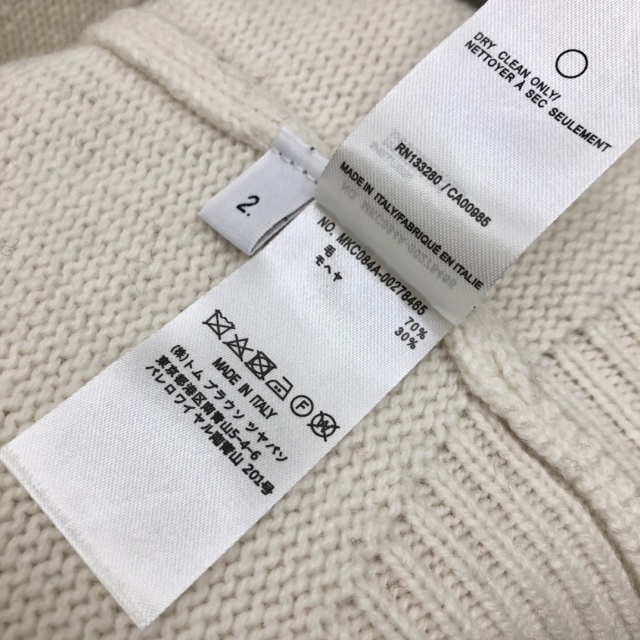 DRY CLEAN ONLY/
NETTOYER A SEC SEULEMENT
RN133280 / CA00985
MADE IN ITALY/FABRIQUÉ EN ITALIE
2.
NO. MKC084A-00278485
毛 70%
モヘヤ 30%
MADE IN ITALY
(株)トム ブラウン ジャパン
東京都港区南青山5-4-6
パレロワイヤル南青山 201号